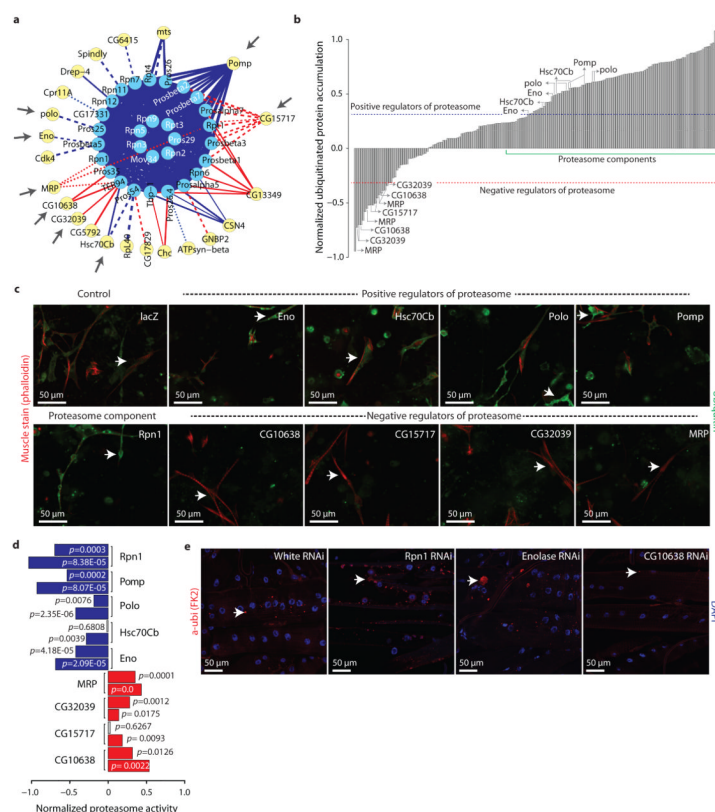 a
CG6415
mts
Spindly
Pomp
Drep-4
Rpn7
Rpt4
Pros26
Rpn11
Cpr11A
Rpn12
CG17331
CG15717
polo
Pros25
Rpn9
Rpt3
Rpn5
Pros29
Eno
Prosbeta5
Rpn3
Prosbeta3
Cdk4
Mov34
Rpn2
Rpn1
Prosbeta1
MRP
Rpn6
CG10638
Prosalpha5
CG13349
CG32039
CG5792
CSN4
Hsc70Cb
RpL40
CG17829
Chc
ATPsyn-beta
GNBP2
b
Normalized ubiquitinated protein accumulation
1.0
0.5
0.0
-0.5
-1.0
Pomp
Hsc70Cb
polo
polo
Eno
Hsc70Cb
Eno
Positive regulators of proteasome
Proteasome components
Negative regulators of proteasome
CG32039
CG10638
MRP
CG15717
MRP
CG10638
CG32039
MRP
c
Control
Positive regulators of proteasome
Muscle stain (phalloidin)
lacZ
Eno
Hsc70Cb
Polo
Pomp
50 µm
50 µm
50 µm
50 µm
50 µm
Proteasome component
Negative regulators of proteasome
Rpn1
CG10638
CG15717
CG32039
MRP
50 µm
50 µm
50 µm
50 µm
50 µm
d
p=0.0003
Rpn1
p=8.38E-05
p=0.0002
Pomp
p=8.07E-05
p=0.0076
Polo
p=2.35E-06
p=0.6808
Hsc70Cb
p=0.0039
p=4.18E-05
Eno
p=2.09E-05
MRP
p=0.0001
p=0.0
CG32039
p=0.0012
p= 0.0175
CG15717
p=0.6267
p= 0.0093
CG10638
p=0.0126
p= 0.0022
-1.0
-0.5
0.0
0.5
1.0
Normalized proteasome activity
e
a-ubi (FK2)
White RNAi
Rpn1 RNAi
Enolase RNAi
CG10638 RNAi
DAPI
50 µm
50 µm
50 µm
50 µm